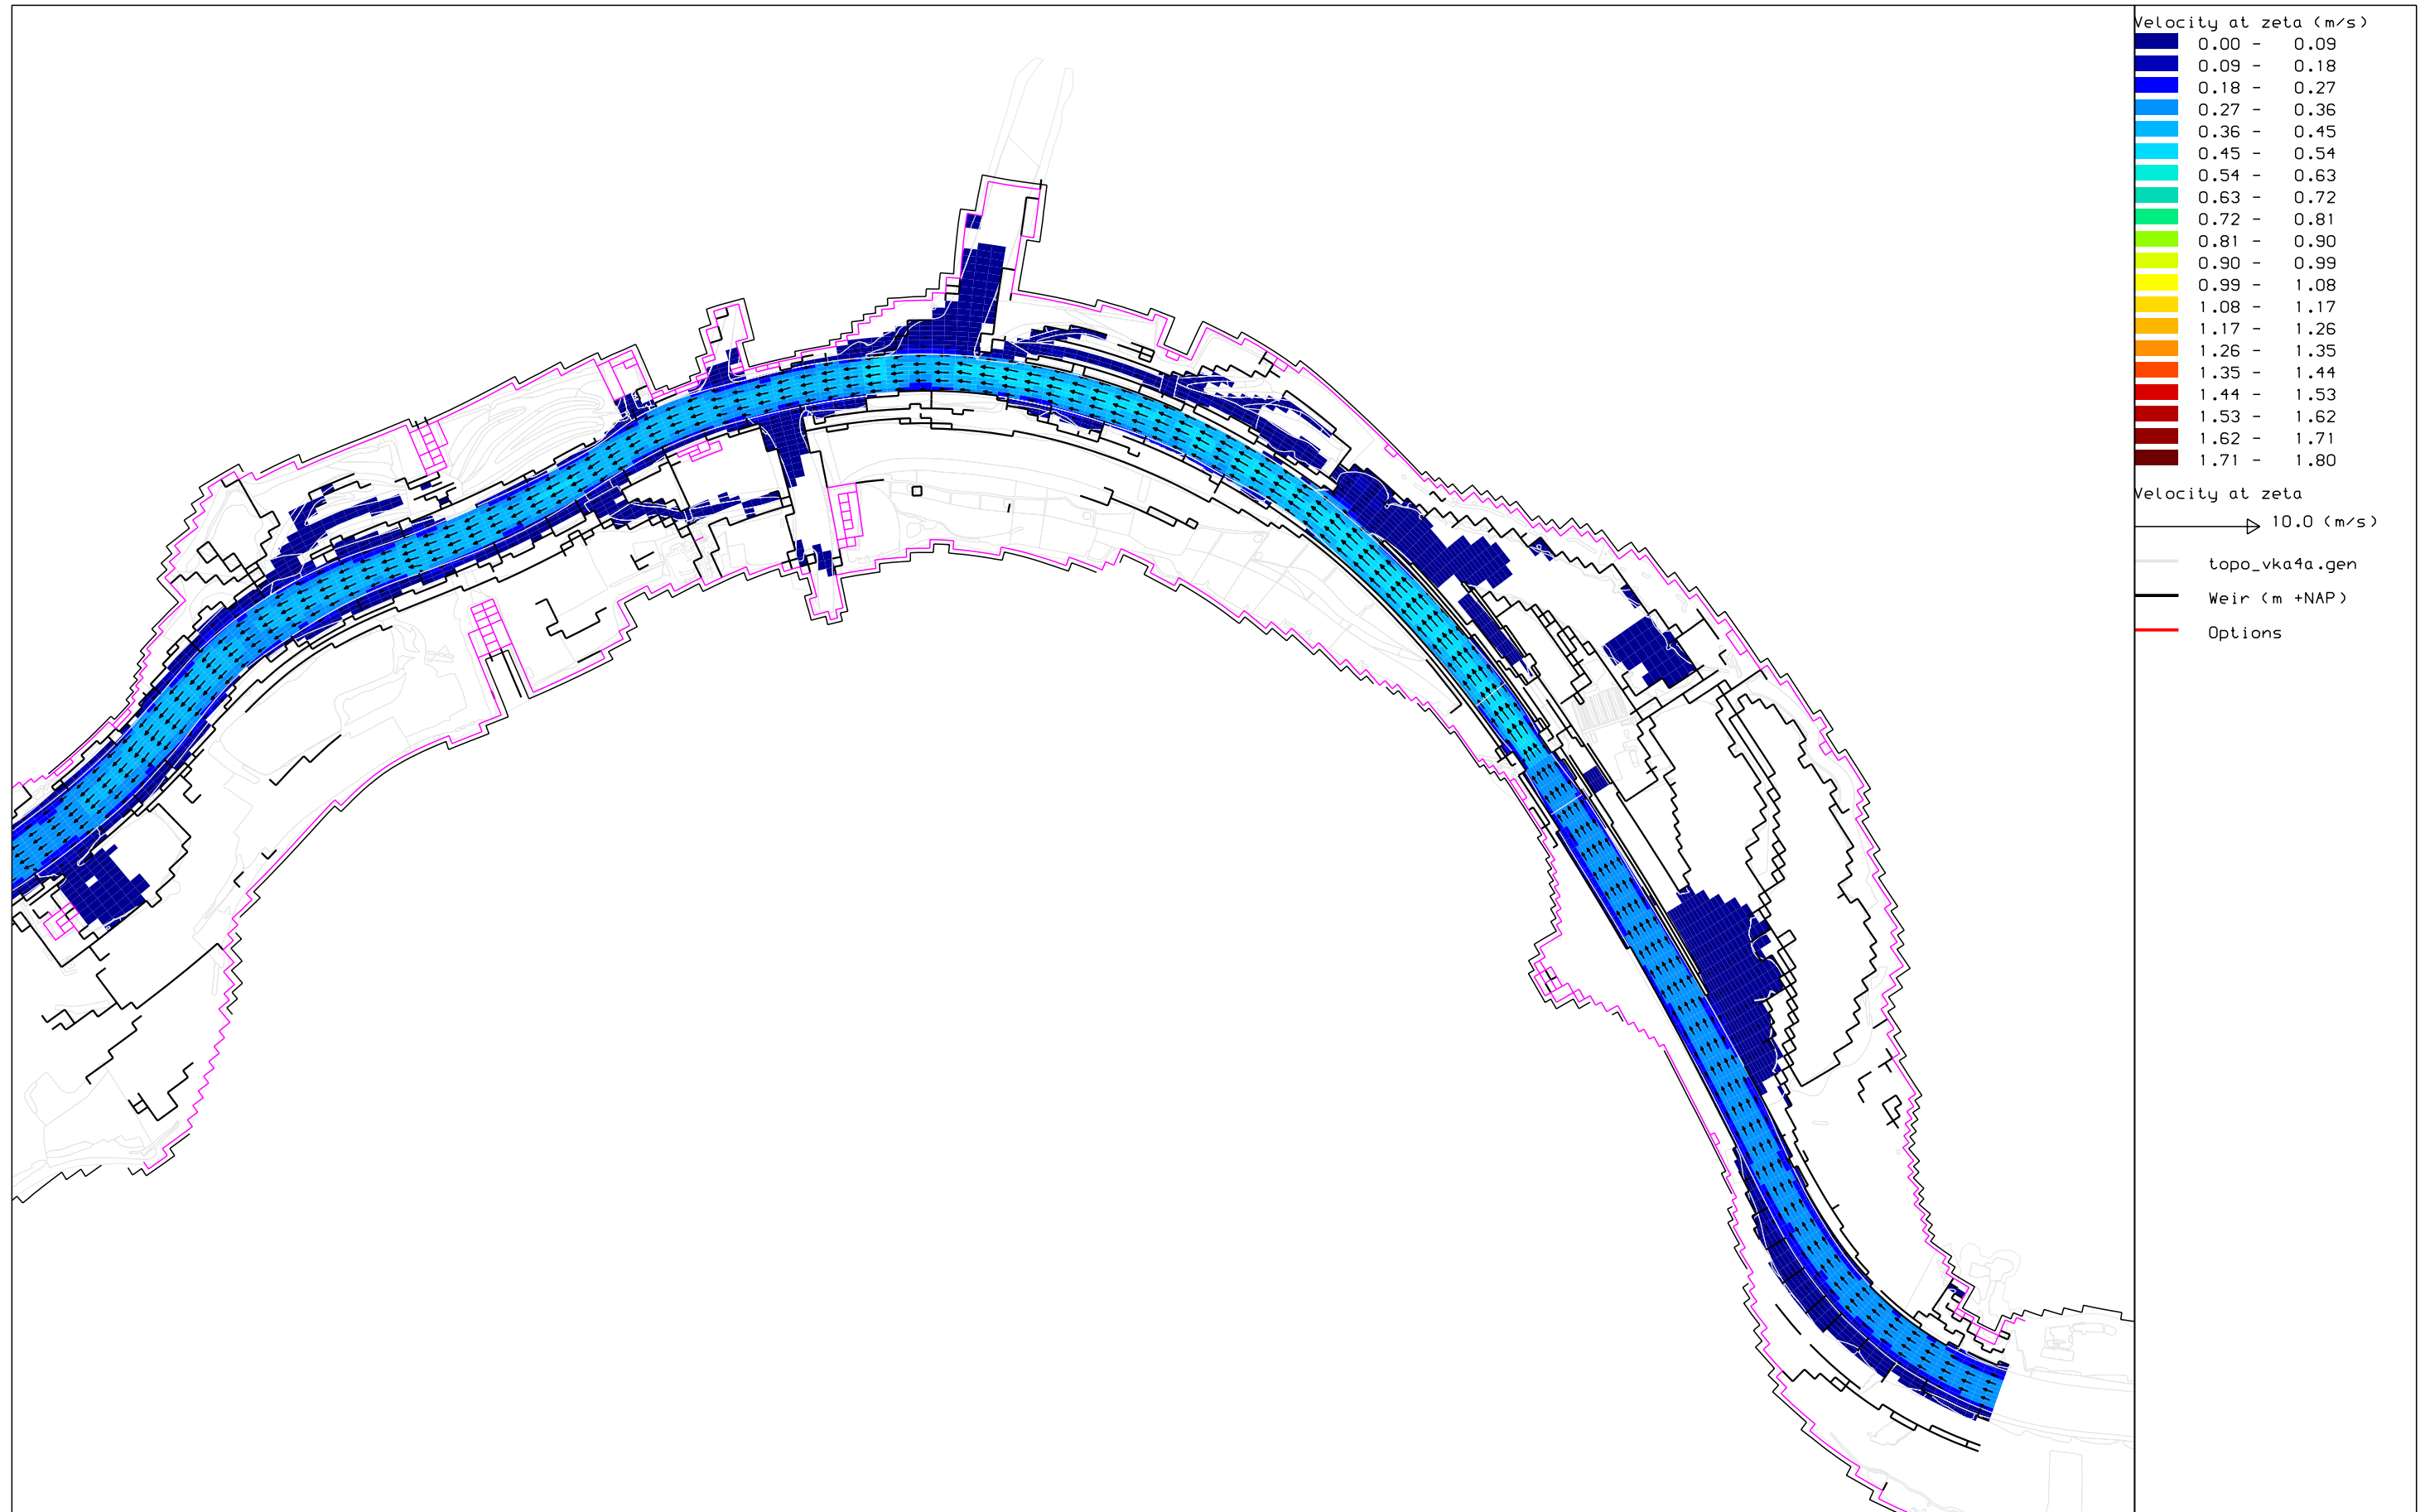 Velocity at zeta (m/s)
0.00 - 0.09
0.09 - 0.18
0.18 - 0.27
0.27 - 0.36
0.36 - 0.45
0.45 - 0.54
0.54 - 0.63
0.63 - 0.72
0.72 - 0.81
0.81 - 0.90
0.90 - 0.99
0.99 - 1.08
1.08 - 1.17
1.17 - 1.26
1.26 - 1.35
1.35 - 1.44
1.44 - 1.53
1.53 - 1.62
1.62 - 1.71
1.71 - 1.80
Velocity at zeta
10.0 (m/s)
topo_vka4a.gen
Weir (m +NAP)
Options